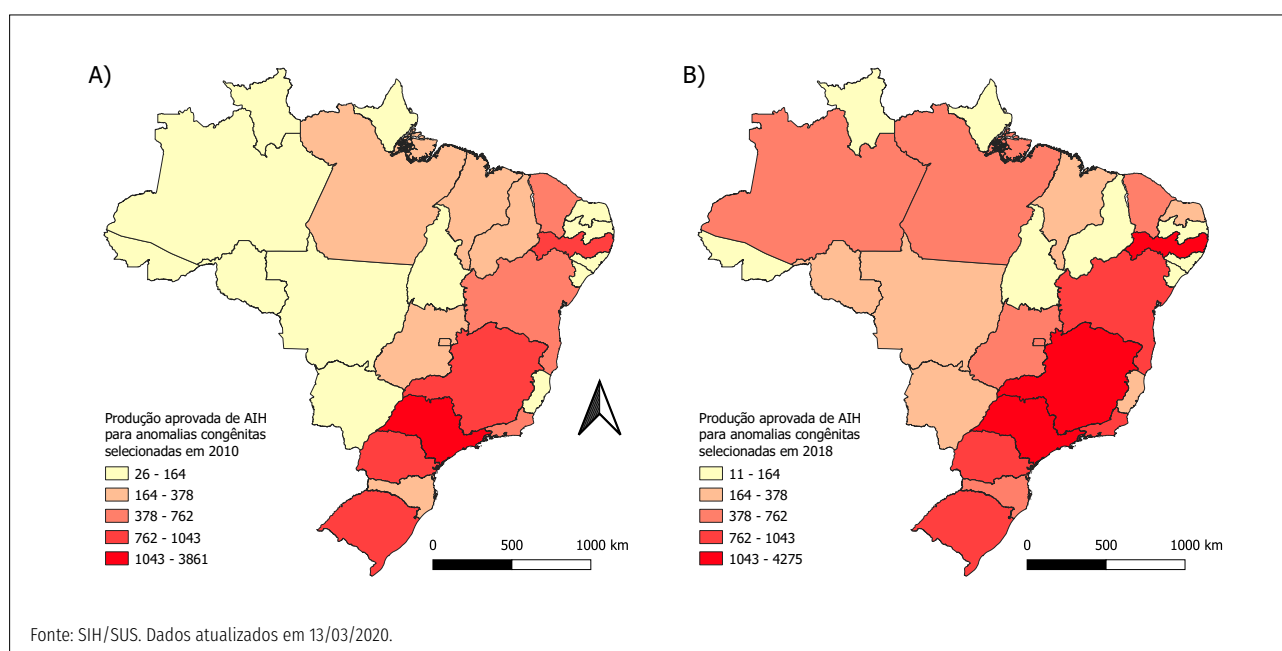 A)
B)
Produção aprovada de AIH
para anomalias congênitas
selecionadas em 2010
26 - 164
164 - 378
378 - 762
762 - 1043
1043 - 3861
0 500 1000 km
Produção aprovada de AIH
para anomalias congênitas
selecionadas em 2018
11 - 164
164 - 378
378 - 762
762 - 1043
1043 - 4275
0 500 1000 km
Fonte: SIH/SUS. Dados atualizados em 13/03/2020.